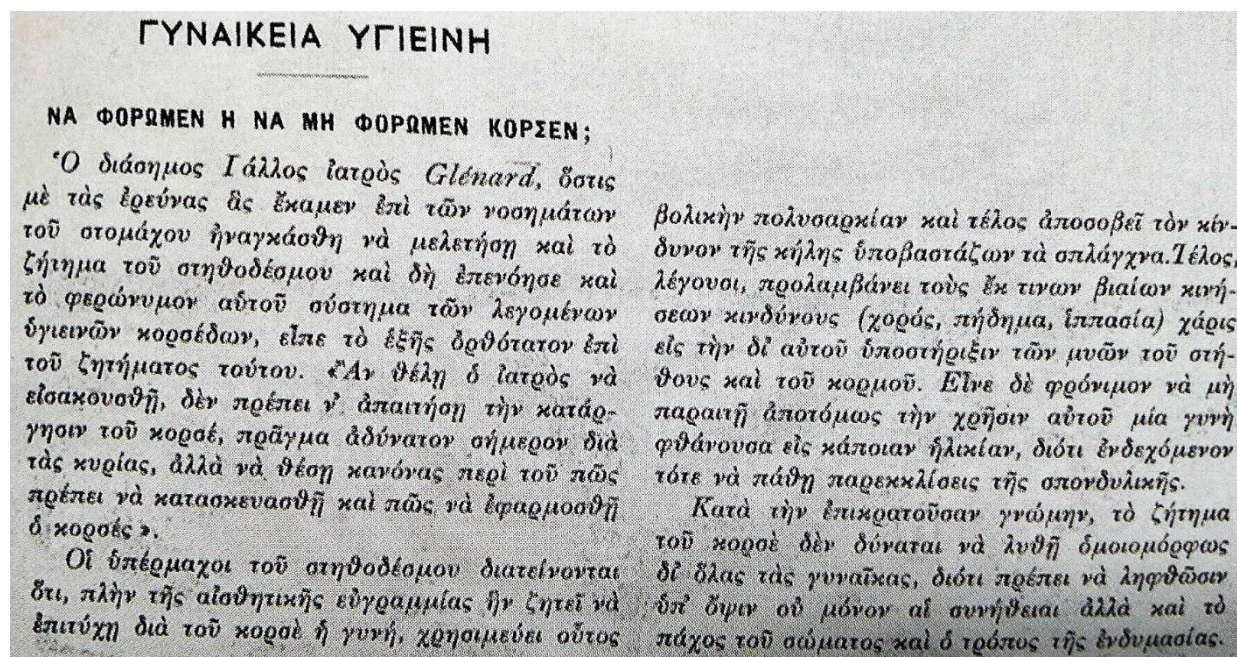 ΓΥΝΑΙΚΕΙΑ ΥΓΙΕΙΝΗ
ΝΑ ΦΟΡΩΜΕΝ Η ΝΑ ΜΗ ΦΟΡΩΜΕΝ ΚΟΡΣΕΝ;
Ὁ διάσημος Γάλλος ἰατρὸς Glénard, ὅστις
μὲ τὰς ἐρεύνας ἃς ἔκαμεν ἐπὶ τῶν νοσημάτων
τοῦ στομάχου ἠναγκάσθη νὰ μελετήσῃ καὶ τὸ
ζήτημα τοῦ στηθοδέσμου καὶ δὴ ἐπενόησε καὶ
τὸ φερώνυμον αὐτοῦ σύστημα τῶν λεγομένων
ὑγιεινῶν κορσέδων, εἶπε τὸ ἑξῆς ὀρθότατον ἐπὶ
τοῦ ζητήματος τούτου. «Ἂν θέλῃ ὁ ἰατρὸς νὰ
εἰσακουσθῇ, δὲν πρέπει ν' ἀπαιτήσῃ τὴν κατάρ-
γησιν τοῦ κορσέ, πρᾶγμα ἀδύνατον σήμερον διὰ
τὰς κυρίας, ἀλλὰ νὰ θέσῃ κανόνας περὶ τοῦ πῶς
πρέπει νὰ κατασκευασθῇ καὶ πῶς νὰ ἐφαρμοσθῇ
ὁ κορσές».
Οἱ ὑπέρμαχοι τοῦ στηθοδέσμου διατείνονται
ὅτι, πλὴν τῆς αἰσθητικῆς εὐγραμμίας ἣν ζητεῖ νὰ
ἐπιτύχῃ διὰ τοῦ κορσὲ ἡ γυνή, χρησιμεύει οὗτος
βολικὴν πολυσαρκίαν καὶ τέλος ἀποσοβεῖ τὸν κίν-
δυνον τῆς κήλης ὑποβαστάζων τὰ σπλάγχνα. Τέλος,
λέγουσι, προλαμβάνει τοὺς ἔκ τινων βιαίων κινή-
σεων κινδύνους (χορός, πήδημα, ἱππασία) χάρις
εἰς τὴν δι' αὐτοῦ ὑποστήριξιν τῶν μυῶν τοῦ στή-
θους καὶ τοῦ κορμοῦ. Εἶνε δὲ φρόνιμον νὰ μὴ
παραιτῇ ἀποτόμως τὴν χρῆσιν αὐτοῦ μία γυνὴ
φθάνουσα εἰς κάποιαν ἡλικίαν, διότι ἐνδεχόμενον
τότε νὰ πάθῃ παρεκκλίσεις τῆς σπονδυλικῆς.
Κατὰ τὴν ἐπικρατοῦσαν γνώμην, τὸ ζήτημα
τοῦ κορσὲ δὲν δύναται νὰ λυθῇ ὁμοιομόρφως
δι' ὅλας τὰς γυναῖκας, διότι πρέπει νὰ ληφθῶσιν
ὑπ' ὄψιν οὐ μόνον αἱ συνήθειαι ἀλλὰ καὶ τὸ
πάχος τοῦ σώματος καὶ ὁ τρόπος τῆς ἐνδυμασίας.